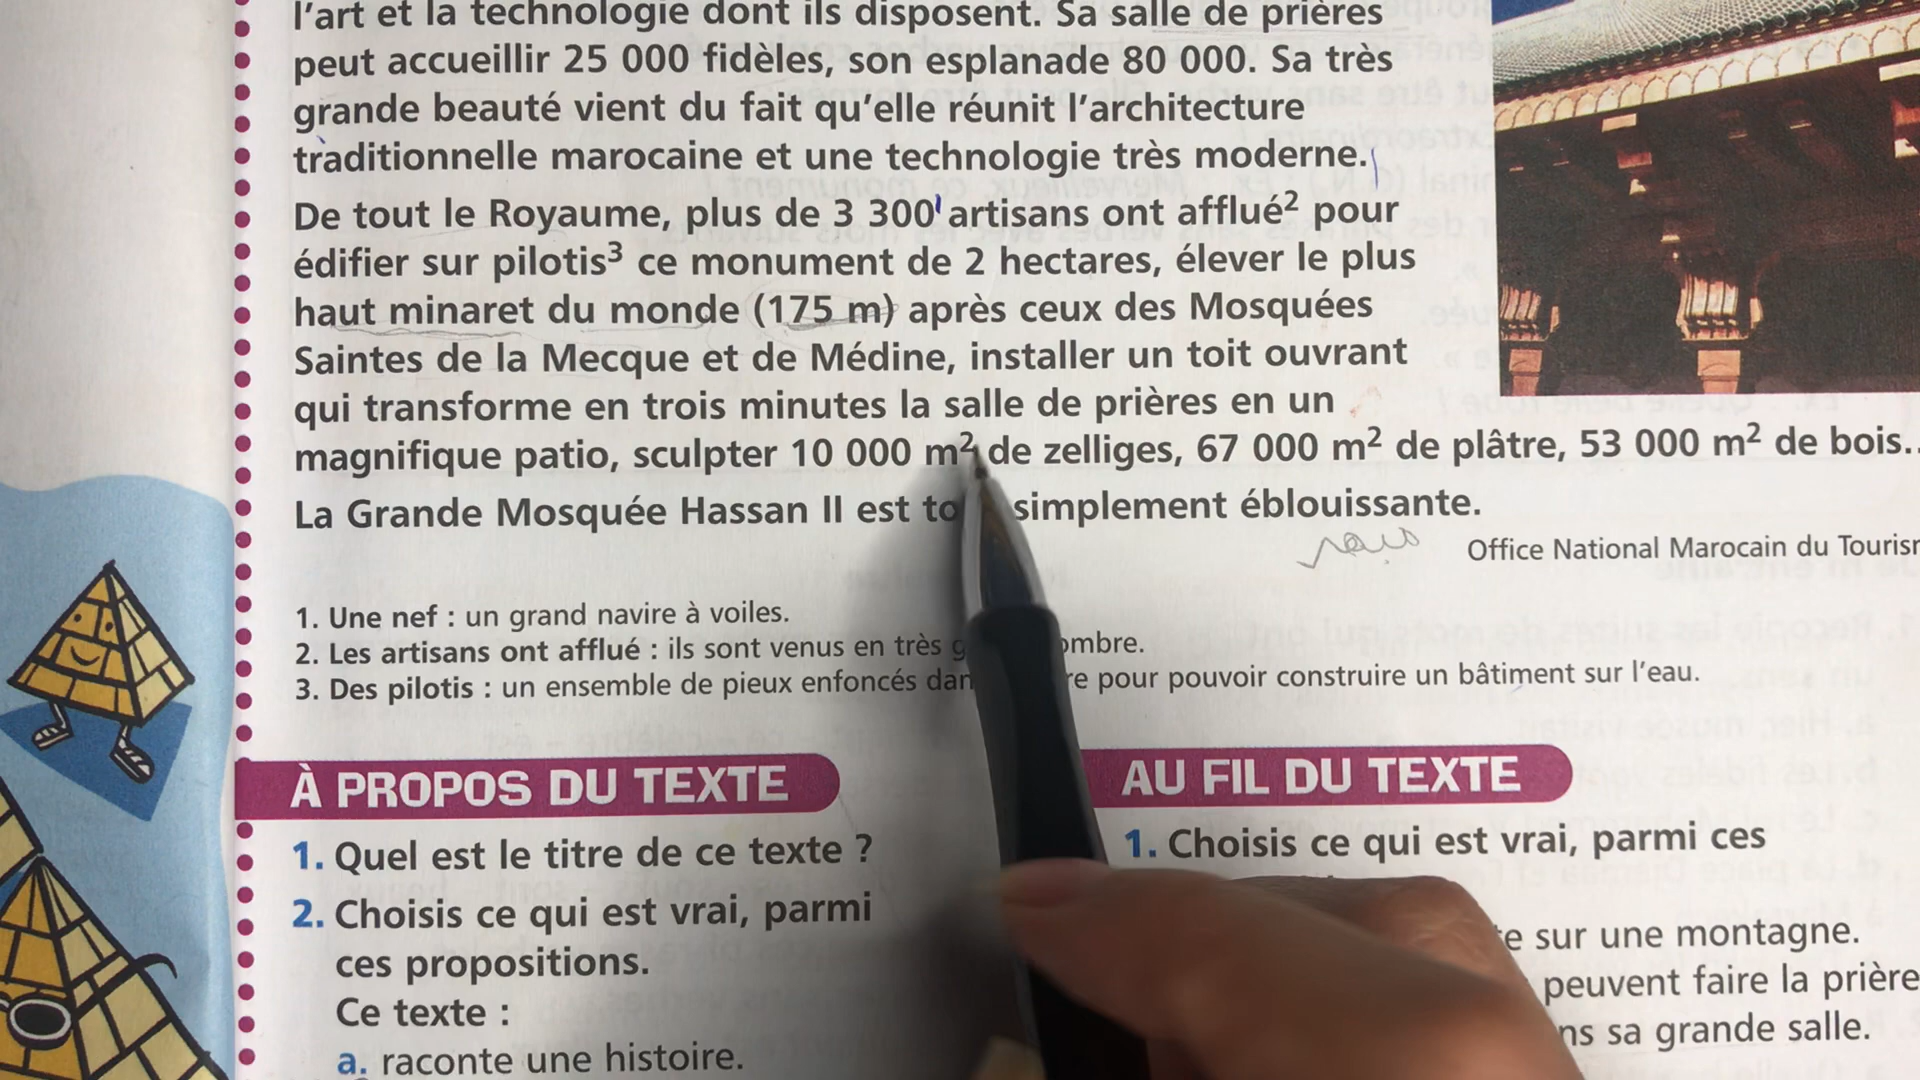 l'art et la technologie dont ils disposent. Sa salle de prières
peut accueillir 25 000 fidèles, son esplanade 80 000. Sa très
grande beauté vient du fait qu'elle réunit l'architecture
traditionnelle marocaine et une technologie très moderne.
De tout le Royaume, plus de 3 300 artisans ont afflué² pour
édifier sur pilotis³ ce monument de 2 hectares, élever le plus
haut minaret du monde (175 m) après ceux des Mosquées
Saintes de la Mecque et de Médine, installer un toit ouvrant
qui transforme en trois minutes la salle de prières en un
magnifique patio, sculpter 10 000 m² de zelliges, 67 000 m² de plâtre, 53 000 m² de bois..
La Grande Mosquée Hassan II est simplement éblouissante.
Office National Marocain du
1. Une nef : un grand navire à voiles.
2. Les artisans ont afflué : ils sont venus en très
3. Des pilotis : un ensemble de pieux enfoncés pour pouvoir construire un bâtiment sur l'eau.
À PROPOS DU TEXTE
1. Quel est le titre de ce texte ?
2. Choisis ce qui est vrai, parmi
ces propositions.
Ce texte :
a. raconte une histoire.
AU FIL DU TEXTE
1. Choisis ce qui est vrai, parmi ces
sur une montagne.
peuvent faire la prière
sa grande salle.